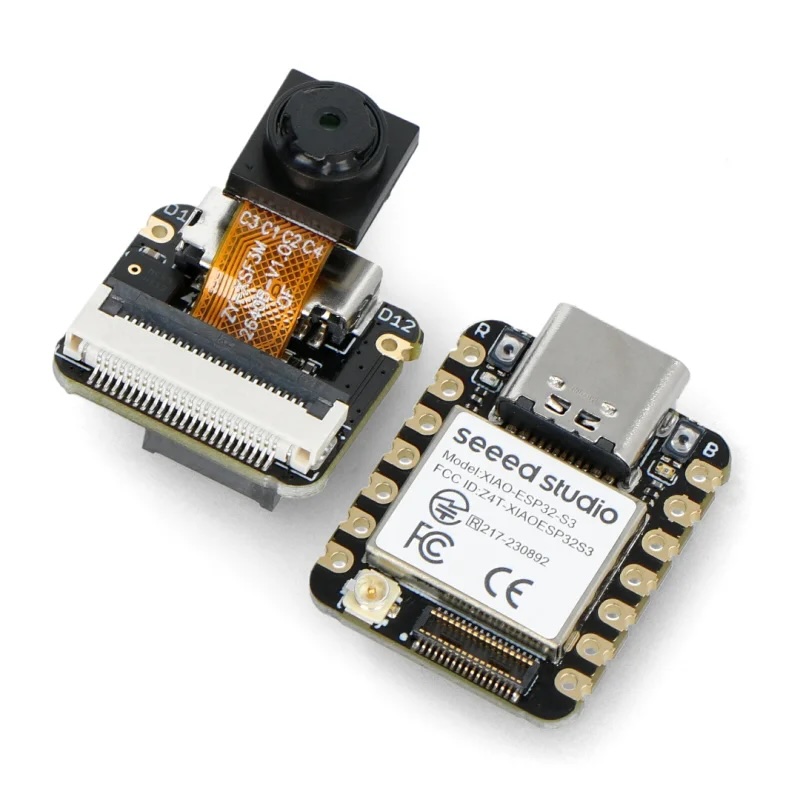 D11
D12
C3 C1 C2 C4
R
B
seeed studio
Model:XIAO-ESP32-S3
FCC ID:Z4T-XIAOESP32S3
R 217-230892
FC
CE